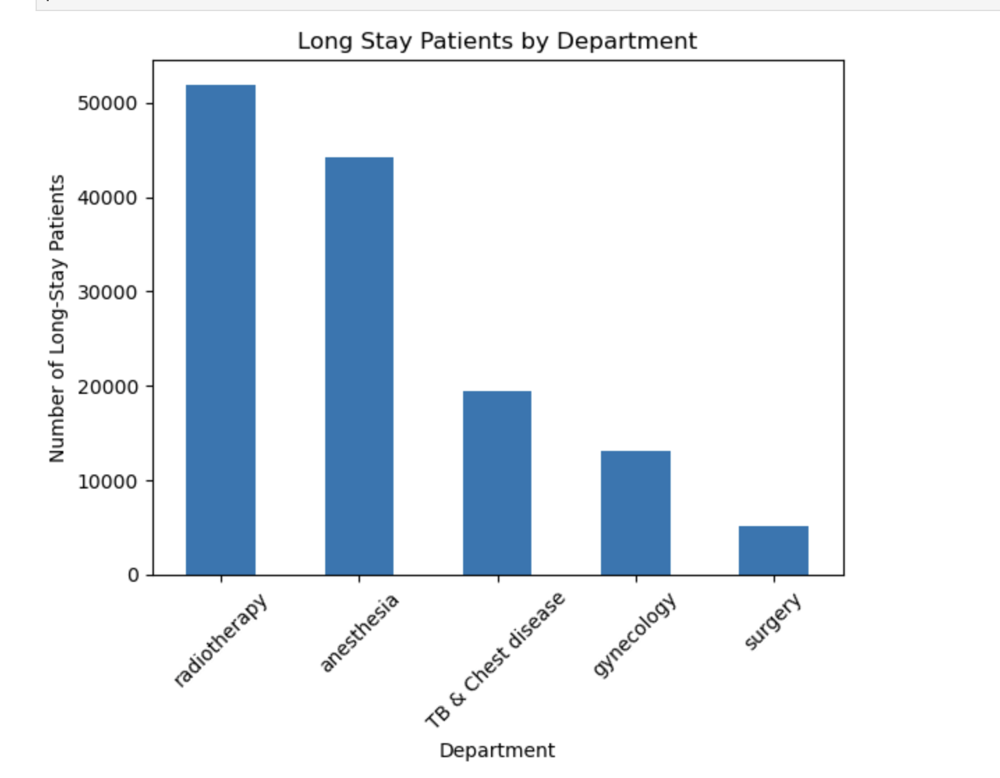 Long Stay Patients by Department
Number of Long-Stay Patients
50000
40000
30000
20000
10000
0
radiotherapy
anesthesia
TB & Chest disease
gynecology
surgery
Department